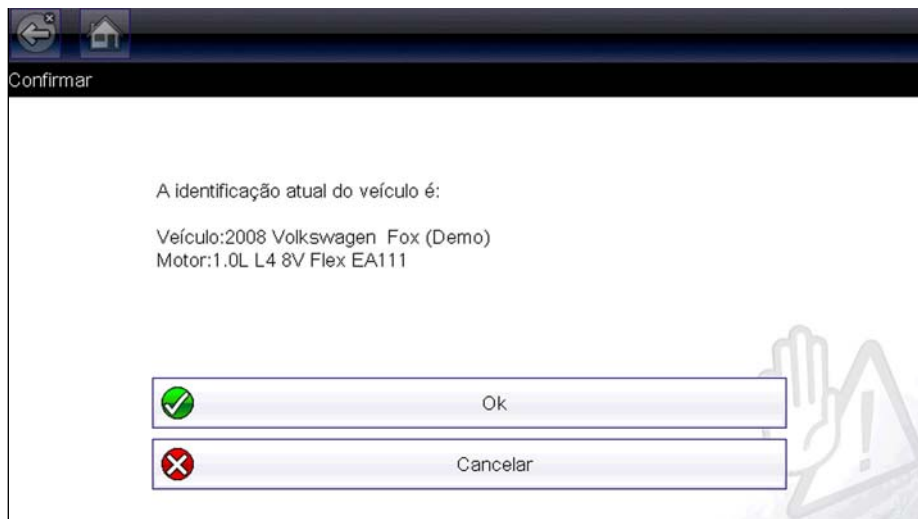 Confirmar
A identificação atual do veículo é:
Veículo:2008 Volkswagen Fox (Demo)
Motor:1.0L L4 8V Flex EA111
Ok
Cancelar